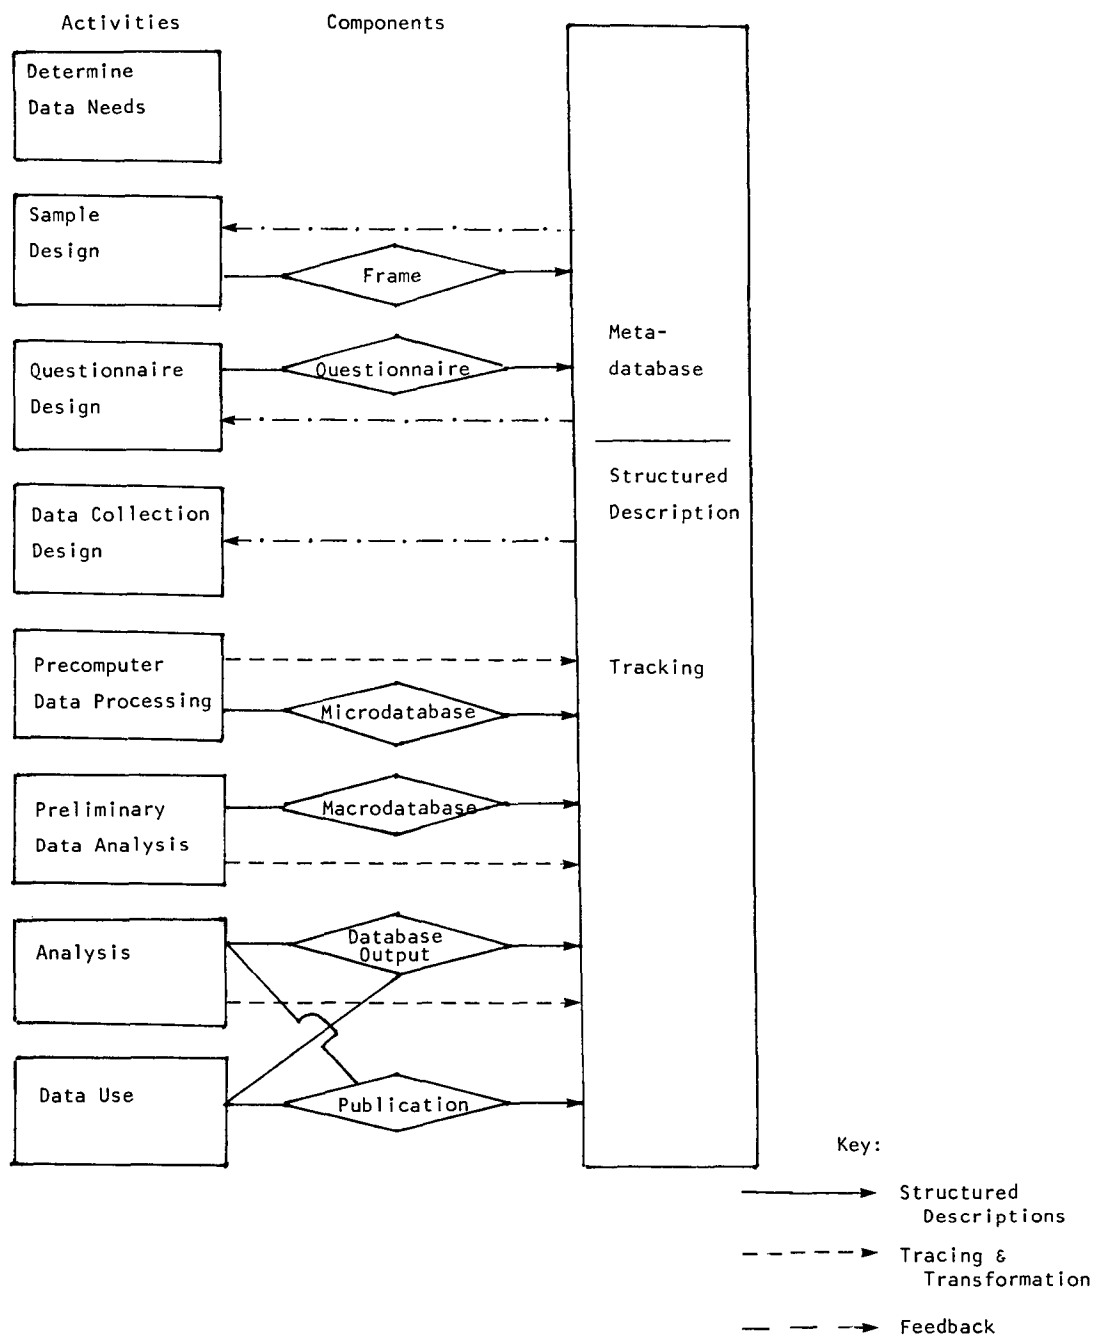 Activities
Components
Determine
Data Needs
Sample
Design
Frame
Questionnaire
Design
Questionnaire
Meta-
database
Structured
Description
Data Collection
Design
Tracking
Precomputer
Data Processing
Microdatabase
Preliminary
Data Analysis
Macrodatabase
Analysis
Database
Output
Data Use
Publication
Key:
Structured
Descriptions
Tracing &
Transformation
Feedback